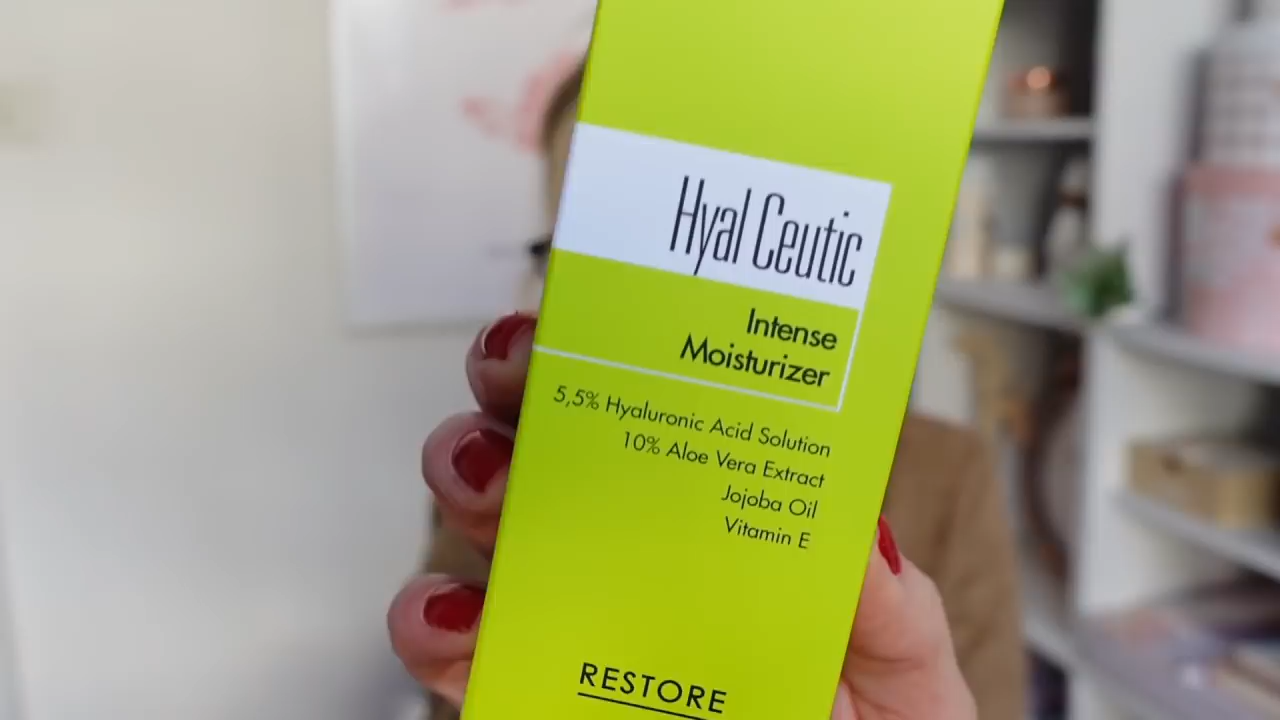 Hyal Ceutic
Intense
Moisturizer
5,5% Hyaluronic Acid Solution
10% Aloe Vera Extract
Jojoba Oil
Vitamin E
RESTORE